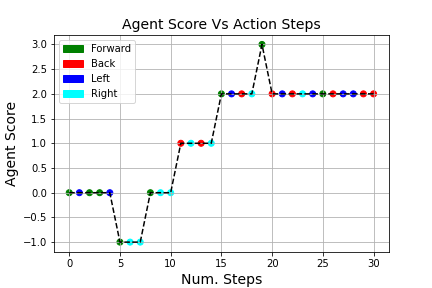 Agent Score Vs Action Steps
Forward
Back
Left
Right
3.0
2.5
2.0
1.5
1.0
0.5
0.0
−0.5
−1.0
Agent Score
0 5 10 15 20 25 30
Num. Steps